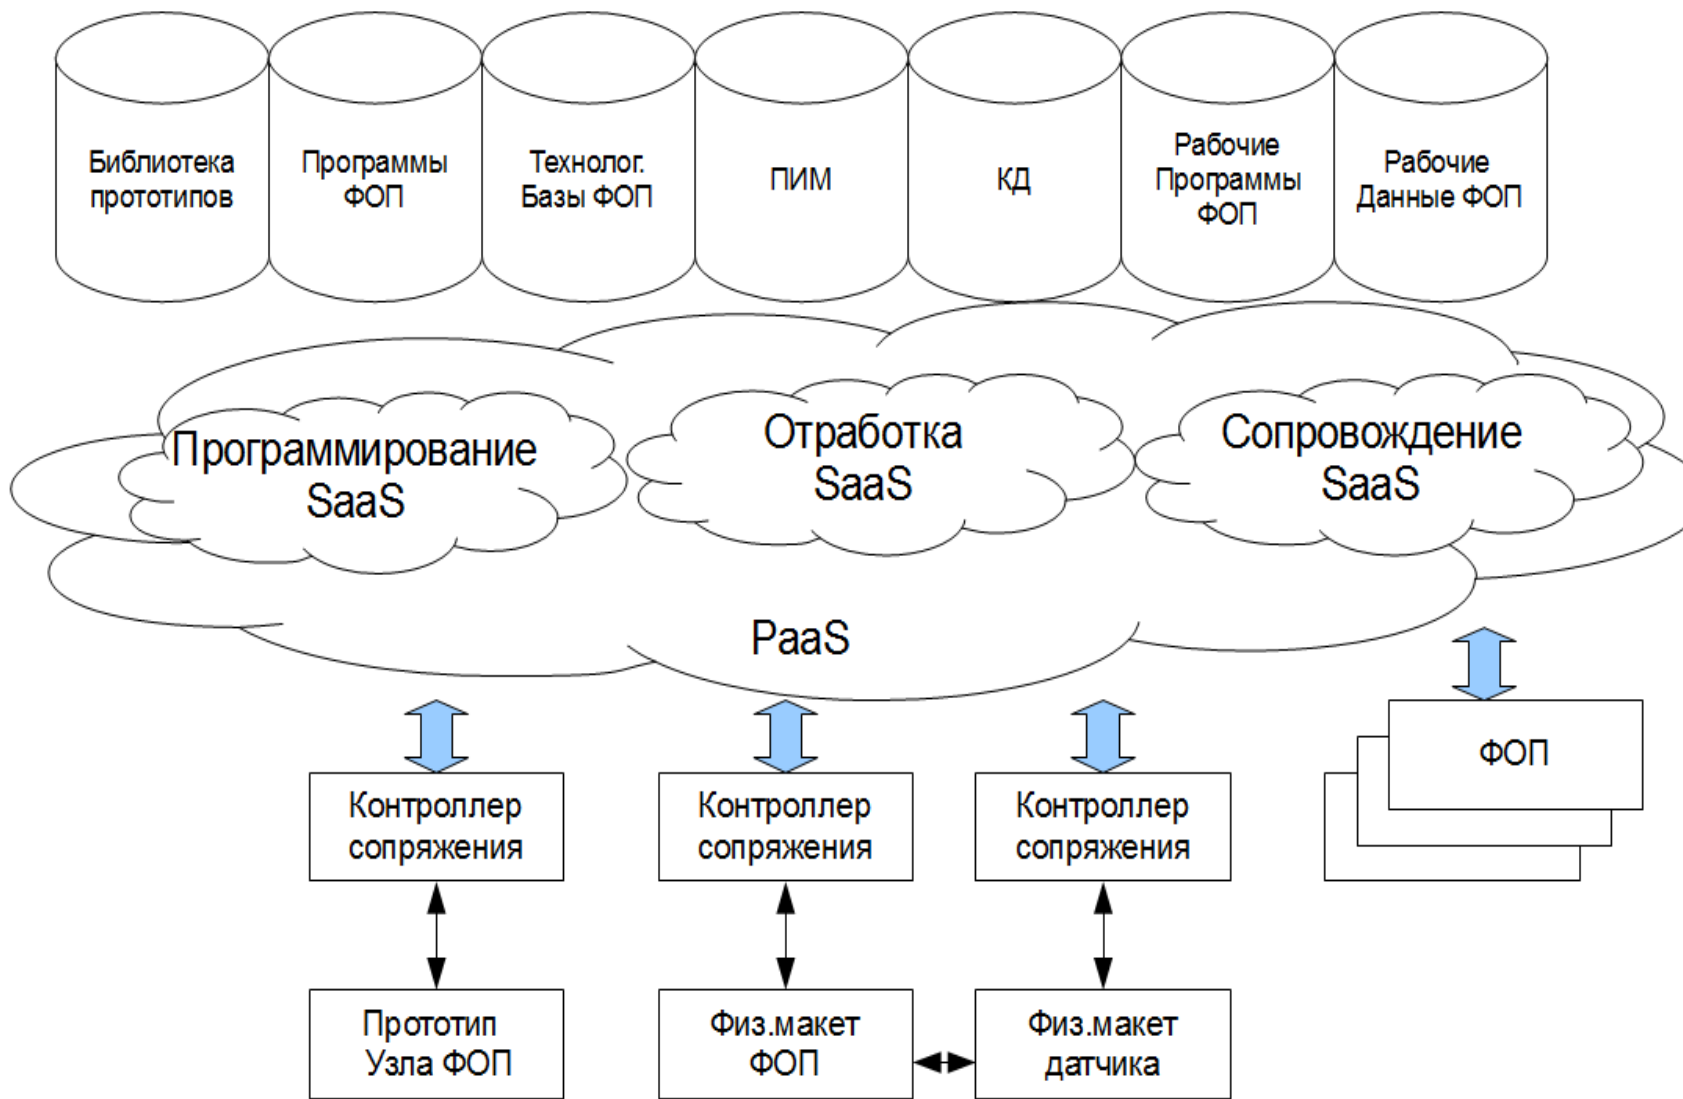 Библиотека
прототипов
Программы
ФОП
Технолог.
Базы ФОП
ПИМ
КД
Рабочие
Программы
ФОП
Рабочие
Данные ФОП
Программирование
SaaS
Отработка
SaaS
Сопровождение
SaaS
PaaS
Контроллер
сопряжения
Контроллер
сопряжения
Контроллер
сопряжения
ФОП
Прототип
Узла ФОП
Физ.макет
ФОП
Физ.макет
датчика